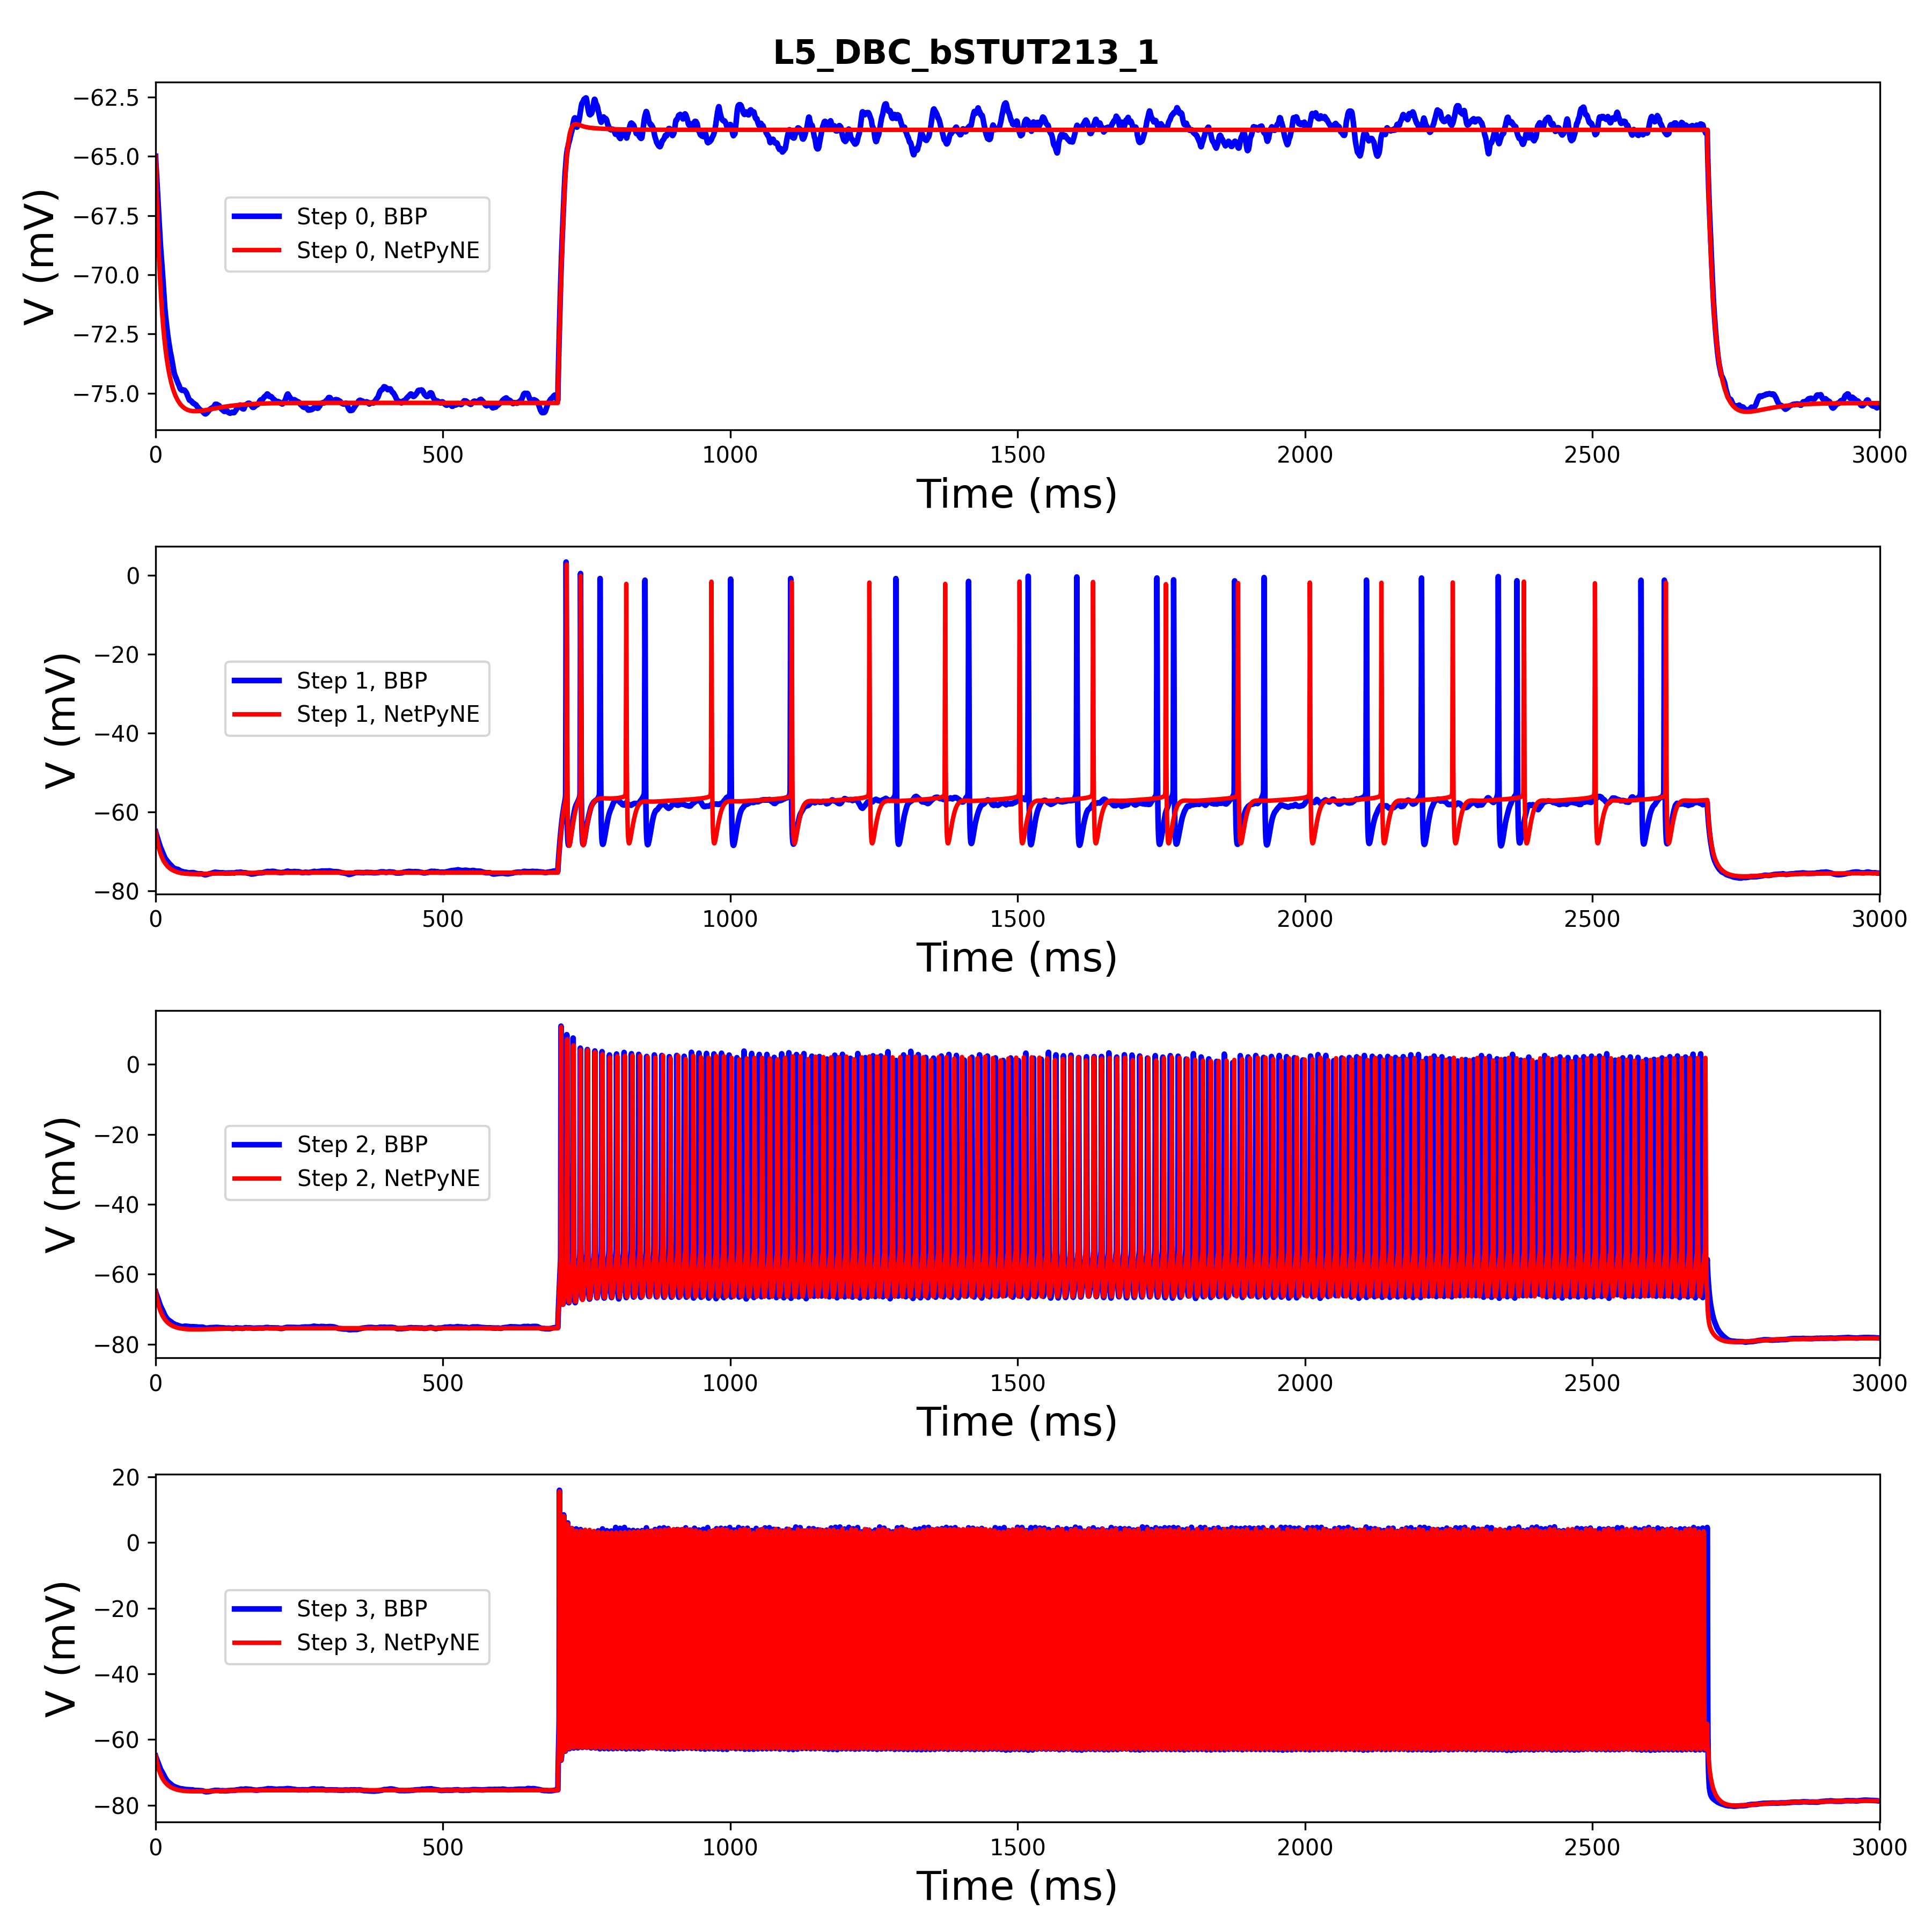 L5_DBC_bSTUT213_1
−62.5
−65.0
−67.5
−70.0
−72.5
−75.0
V (mV)
Step 0, BBP
Step 0, NetPyNE
0 500 1000 1500 2000 2500 3000
Time (ms)
0
−20
−40
−60
−80
V (mV)
Step 1, BBP
Step 1, NetPyNE
0 500 1000 1500 2000 2500 3000
Time (ms)
0
−20
−40
−60
−80
V (mV)
Step 2, BBP
Step 2, NetPyNE
0 500 1000 1500 2000 2500 3000
Time (ms)
20
0
−20
−40
−60
−80
V (mV)
Step 3, BBP
Step 3, NetPyNE
0 500 1000 1500 2000 2500 3000
Time (ms)